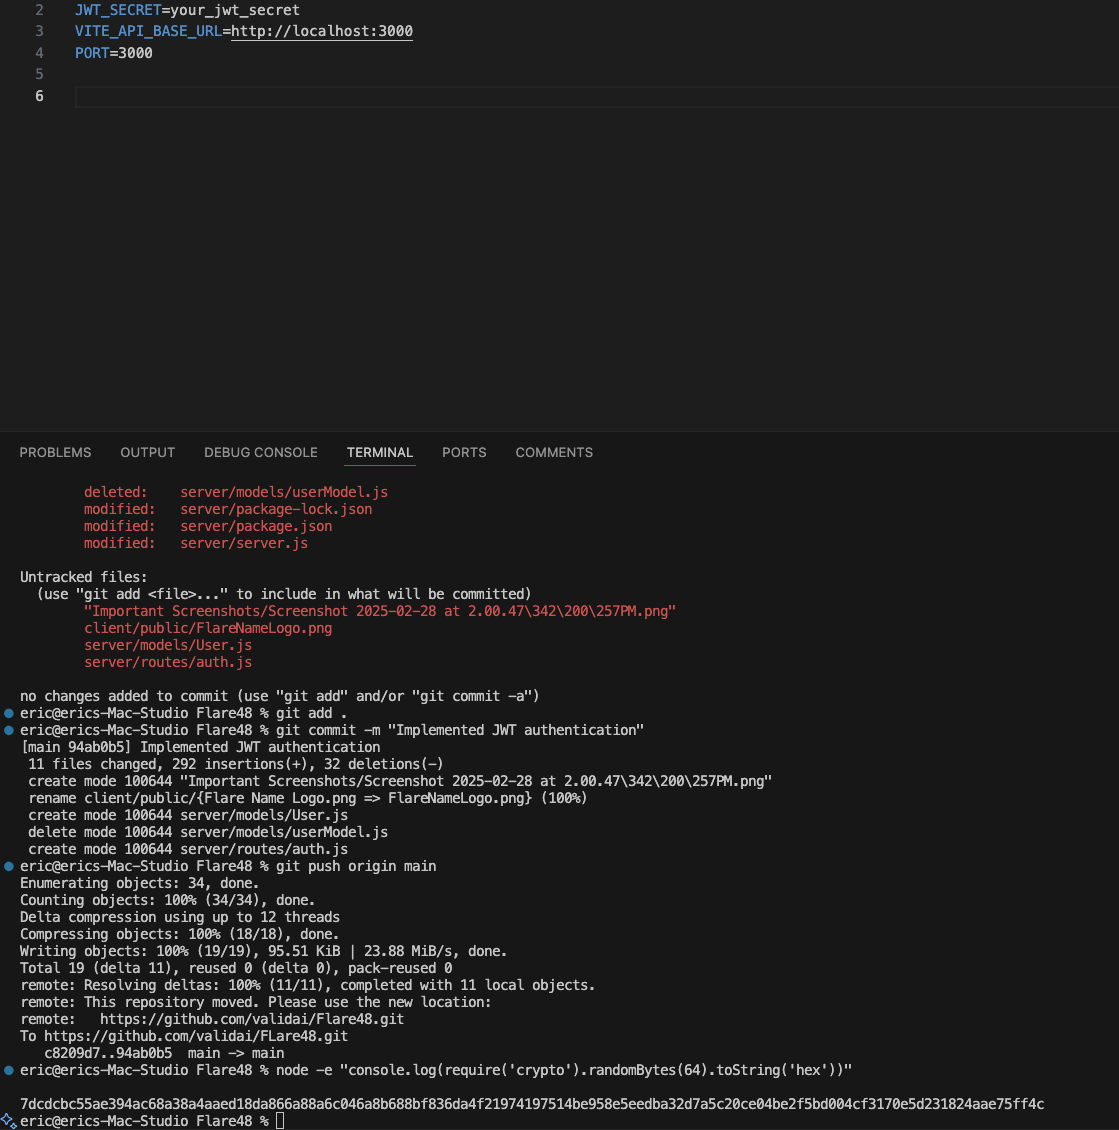 2 JWT_SECRET=your_jwt_secret
3 VITE_API_BASE_URL=http://localhost:3000
4 PORT=3000
5
6
PROBLEMS OUTPUT DEBUG CONSOLE TERMINAL PORTS COMMENTS
deleted: server/models/userModel.js
modified: server/package-lock.json
modified: server/package.json
modified: server/server.js
Untracked files:
(use "git add <file>..." to include in what will be committed)
"Important Screenshots/Screenshot 2025-02-28 at 2.00.47\342\200\257PM.png"
client/public/FlareNameLogo.png
server/models/User.js
server/routes/auth.js
no changes added to commit (use "git add" and/or "git commit -a")
eric@erics-Mac-Studio Flare48 % git add .
eric@erics-Mac-Studio Flare48 % git commit -m "Implemented JWT authentication"
[main 94ab0b5] Implemented JWT authentication
11 files changed, 292 insertions(+), 32 deletions(-)
create mode 100644 "Important Screenshots/Screenshot 2025-02-28 at 2.00.47\342\200\257PM.png"
rename client/public/{Flare Name Logo.png => FlareNameLogo.png} (100%)
create mode 100644 server/models/User.js
delete mode 100644 server/models/userModel.js
create mode 100644 server/routes/auth.js
eric@erics-Mac-Studio Flare48 % git push origin main
Enumerating objects: 34, done.
Counting objects: 100% (34/34), done.
Delta compression using up to 12 threads
Compressing objects: 100% (18/18), done.
Writing objects: 100% (19/19), 95.51 KiB | 23.88 MiB/s, done.
Total 19 (delta 11), reused 0 (delta 0), pack-reused 0
remote: Resolving deltas: 100% (11/11), completed with 11 local objects.
remote: This repository moved. Please use the new location:
remote: https://github.com/validai/Flare48.git
To https://github.com/validai/FLare48.git
c8209d7..94ab0b5 main -> main
eric@erics-Mac-Studio Flare48 % node -e "console.log(require('crypto').randomBytes(64).toString('hex'))"
7dcdcbc55ae394ac68a38a4aaed18da866a88a6c046a8b688bf836da4f21974197514be958e5eedba32d7a5c20ce04be2f5bd004cf3170e5d231824aae75ff4c
eric@erics-Mac-Studio Flare48 %